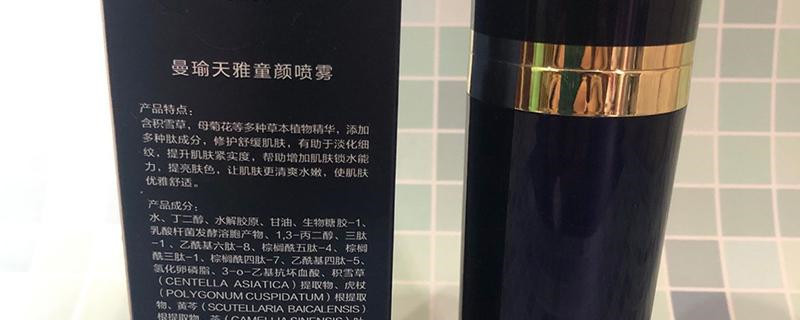 曼瑜天雅童颜喷雾
产品特点：
含积雪草，母菊花等多种草本植物精华，添加
多种肽成分，修护舒缓肌肤，有助于淡化细
纹，提升肌肤紧实度，帮助增加肌肤锁水能
力，提亮肤色，让肌肤更清爽水嫩，使肌肤
优雅舒适。
产品成分：
水、丁二醇、水解胶原、甘油、生物糖胶-1、
乳酸杆菌发酵溶胞产物、1,3-丙二醇、三肽
-1、乙酰基六肽-8、棕榈酰五肽-4、棕榈
酰三肽-1、棕榈酰四肽-7、乙酰基四肽-5、
氢化卵磷脂、3-o-乙基抗坏血酸、积雪草
（CENTELLA ASIATICA）提取物、虎杖
（POLYGONUM CUSPIDATUM）根提取
物、黄芩（SCUTELLARIA BAICALENSIS）
根提取物、茶（CAMELLIA SINENSIS）叶